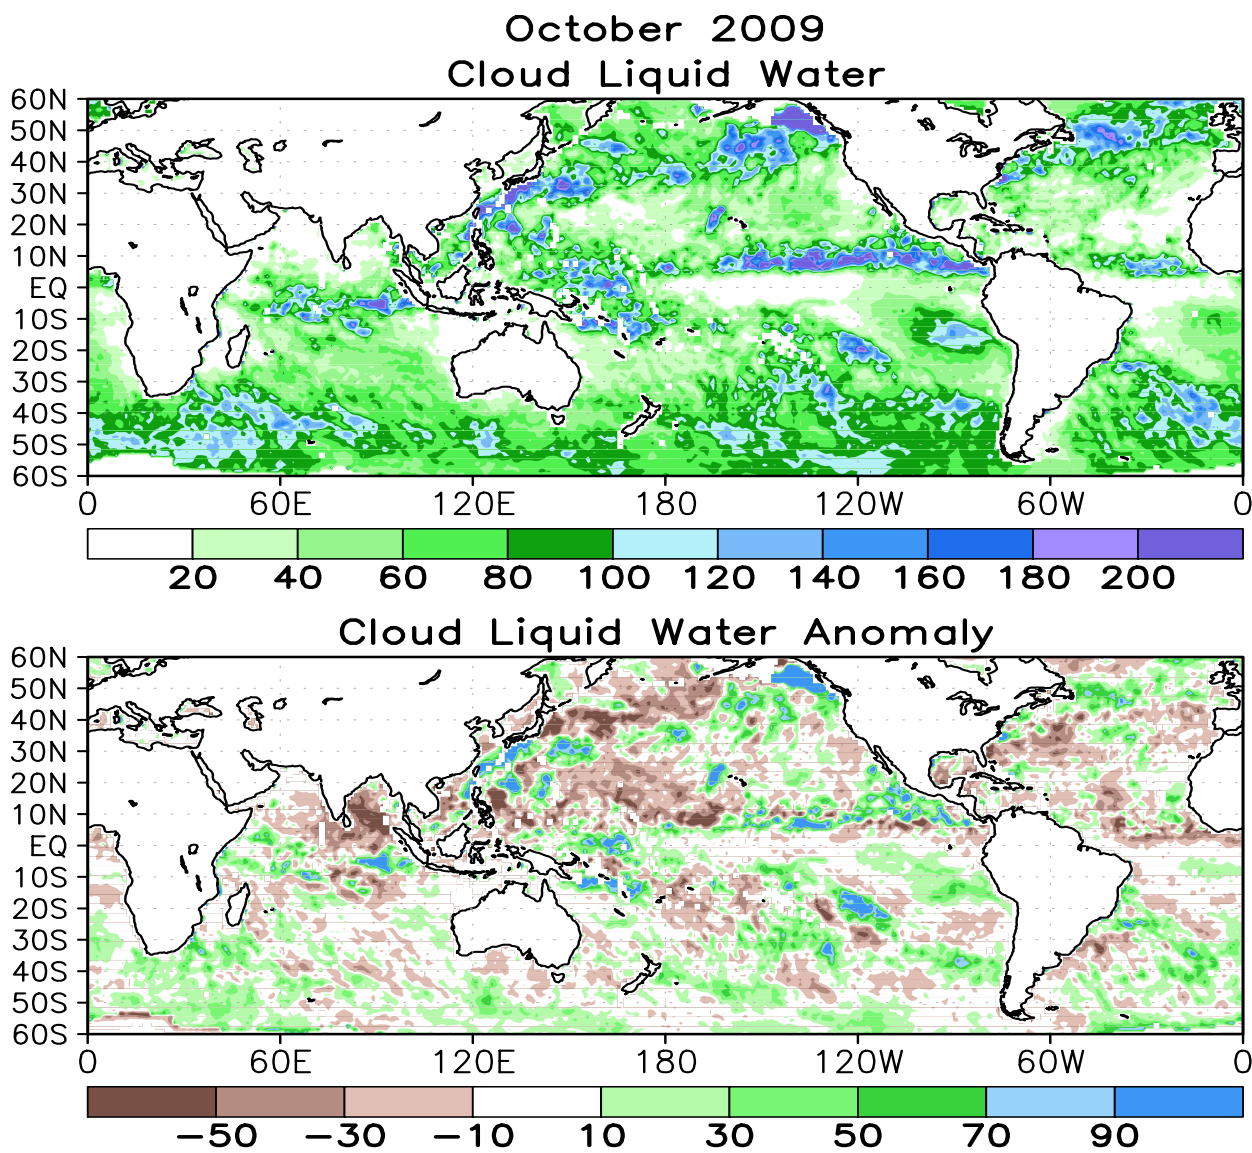 October 2009
Cloud Liquid Water
60N
50N
40N
30N
20N
10N
EQ
10S
20S
30S
40S
50S
60S
0 60E 120E 180 120W 60W 0
20 40 60 80 100 120 140 160 180 200
Cloud Liquid Water Anomaly
60N
50N
40N
30N
20N
10N
EQ
10S
20S
30S
40S
50S
60S
0 60E 120E 180 120W 60W 0
−50 −30 −10 10 30 50 70 90